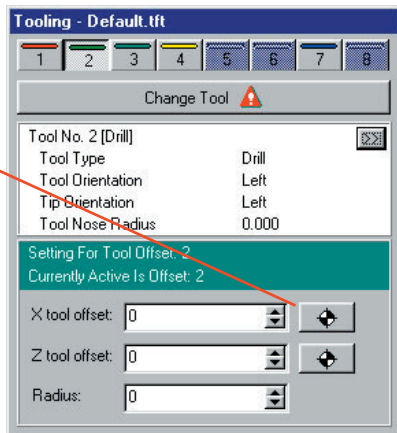 Tooling - Default.tft
1 2 3 4 5 6 7 8
Change Tool
Tool No. 2 [Drill]
Tool Type Drill
Tool Orientation Left
Tip Orientation Left
Tool Nose Radius 0.000
Setting For Tool Offset: 2
Currently Active Is Offset: 2
X tool offset: 0
Z tool offset: 0
Radius: 0